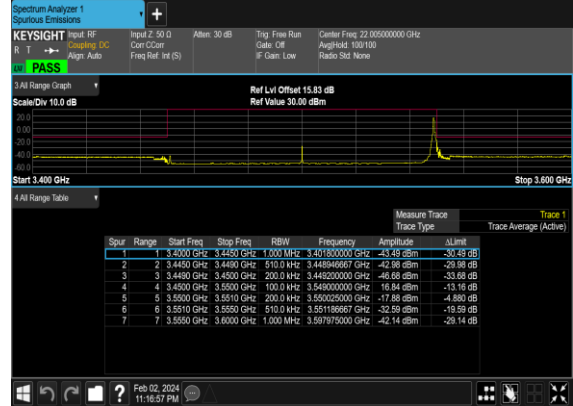 Spectrum Analyzer 1
Spurious Emissions
KEYSIGHT Input: RF Input Z: 50 Ω Atten: 30 dB Trig: Free Run Center Freq: 22.005000000 GHz
R T Coupling: DC Corr CCorr Gate: Off Avg|Hold: 100/100
Align: Auto Freq Ref: Int (S) IF Gain: Low Radio Std: None
PASS
3 All Range Graph
Ref Lvl Offset 15.83 dB
Scale/Div 10.0 dB Ref Value 30.00 dBm
20.0
0.00
-20.0
-40.0
-60.0
Start 3.400 GHz Stop 3.600 GHz
4 All Range Table
Measure Trace Trace 1
Trace Type Trace Average (Active)
Spur Range Start Freq Stop Freq RBW Frequency Amplitude ΔLimit
1 1 3.4000 GHz 3.4450 GHz 1.000 MHz 3.401800000 GHz -43.49 dBm -30.49 dB
2 2 3.4450 GHz 3.4490 GHz 510.0 kHz 3.448946667 GHz -42.98 dBm -29.98 dB
3 3 3.4490 GHz 3.4500 GHz 200.0 kHz 3.449200000 GHz -46.68 dBm -33.68 dB
4 4 3.4500 GHz 3.5500 GHz 100.0 kHz 3.549000000 GHz 16.84 dBm -13.16 dB
5 5 3.5500 GHz 3.5510 GHz 200.0 kHz 3.550025000 GHz -17.88 dBm -4.880 dB
6 6 3.5510 GHz 3.5550 GHz 510.0 kHz 3.551186667 GHz -32.59 dBm -19.59 dB
7 7 3.5550 GHz 3.6000 GHz 1.000 MHz 3.597975000 GHz -42.14 dBm -29.14 dB
Feb 02, 2024
11:16:57 PM